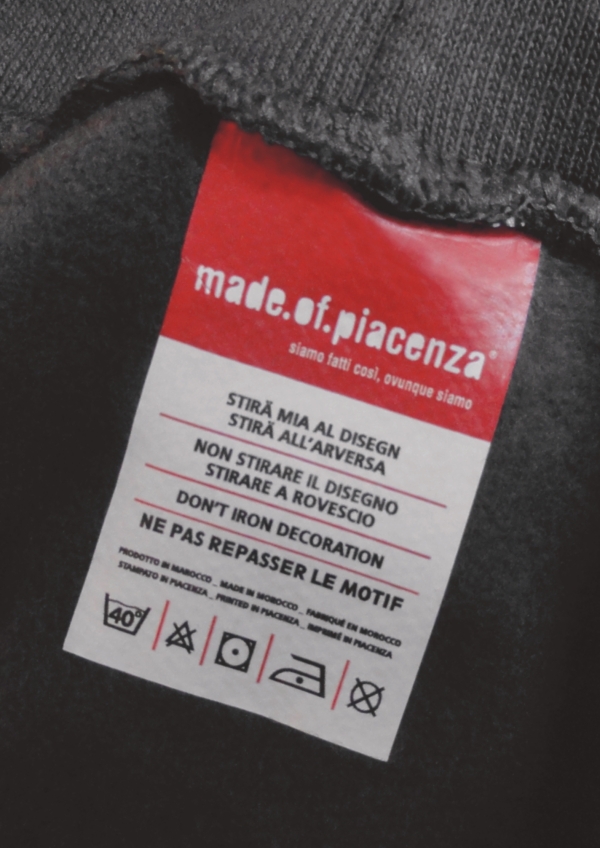 made.of.piacenza®
siamo fatti così, ovunque siamo
STIRÄ MIA AL DISEGN
STIRÄ ALL'ARVERSA
NON STIRARE IL DISEGNO
STIRARE A ROVESCIO
DON'T IRON DECORATION
NE PAS REPASSER LE MOTIF
PRODOTTO IN MAROCCO _ MADE IN MOROCCO _ FABRIQUÉ EN MOROCCO
STAMPATO IN PIACENZA _ PRINTED IN PIACENZA _ IMPRIMÉ IN PIACENZA
40°